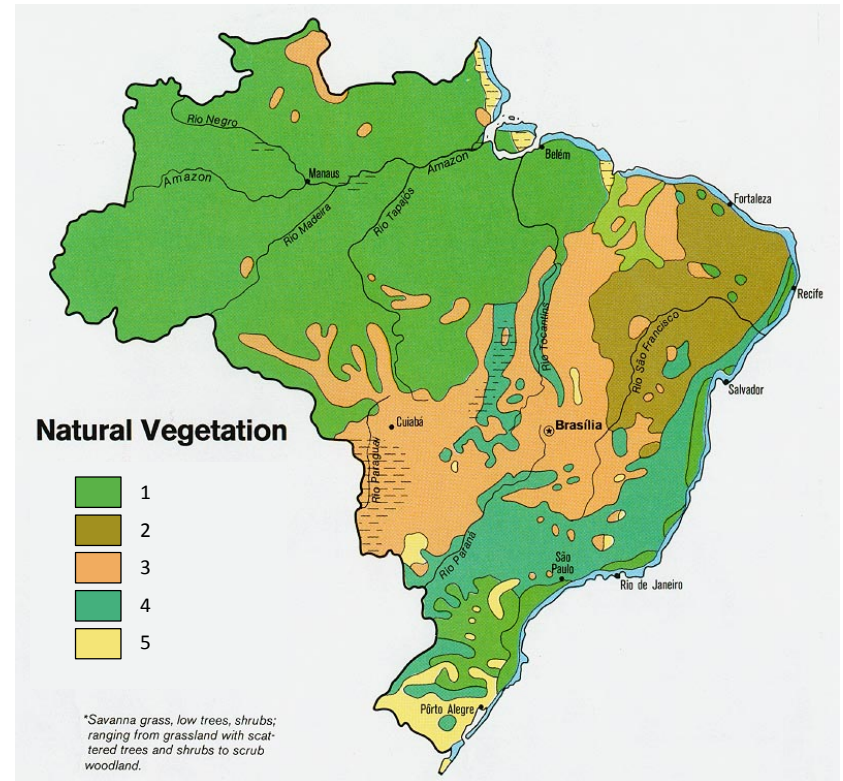 Rio Negro
Amazon
Manaus
Amazon
Belém
Rio Madeira
Rio Tapajós
Fortaleza
Recife
Rio Tocantins
Rio São Francisco
Salvador
Cuiabá
Brasília
Natural Vegetation
Rio Paraguai
1
2
3
4
5
Rio Paraná
São
Paulo
Rio de Janeiro
Pôrto Alegre
*Savanna grass, low trees, shrubs;
ranging from grassland with scat-
tered trees and shrubs to scrub
woodland.